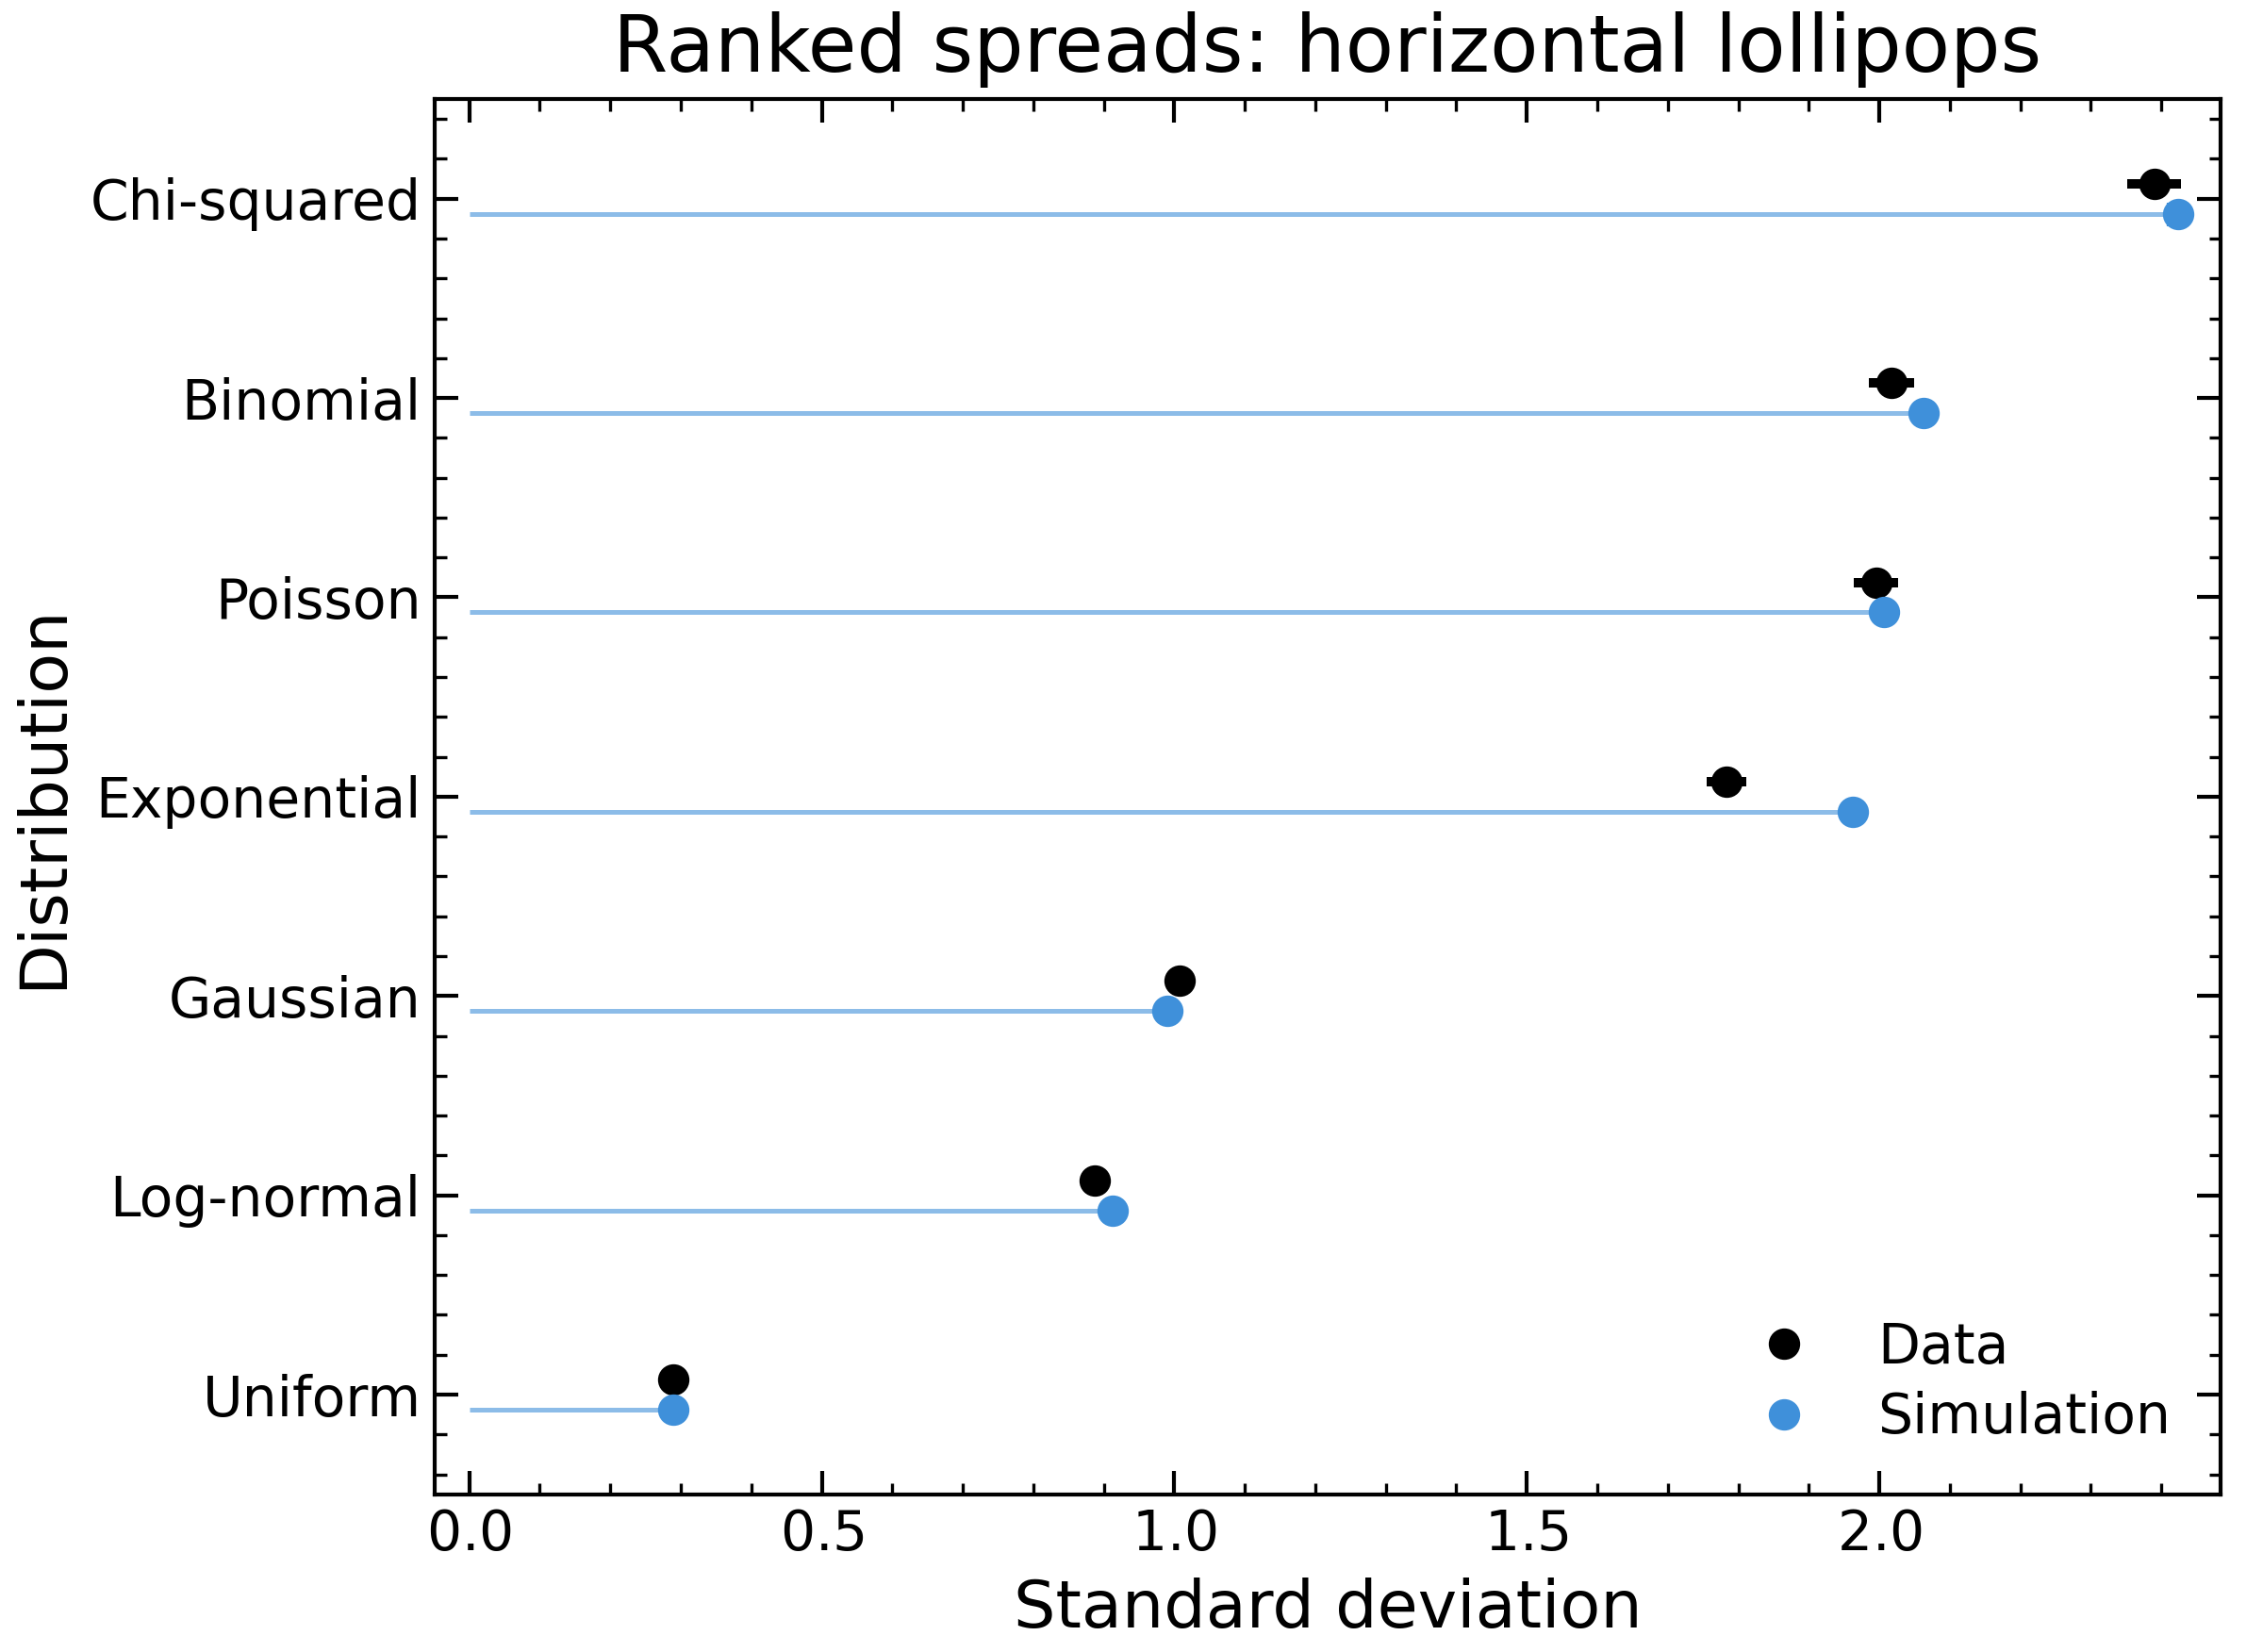 Ranked spreads: horizontal lollipops
Chi-squared
Binomial
Poisson
Exponential
Gaussian
Log-normal
Uniform
Distribution
Data
Simulation
0.0 0.5 1.0 1.5 2.0
Standard deviation